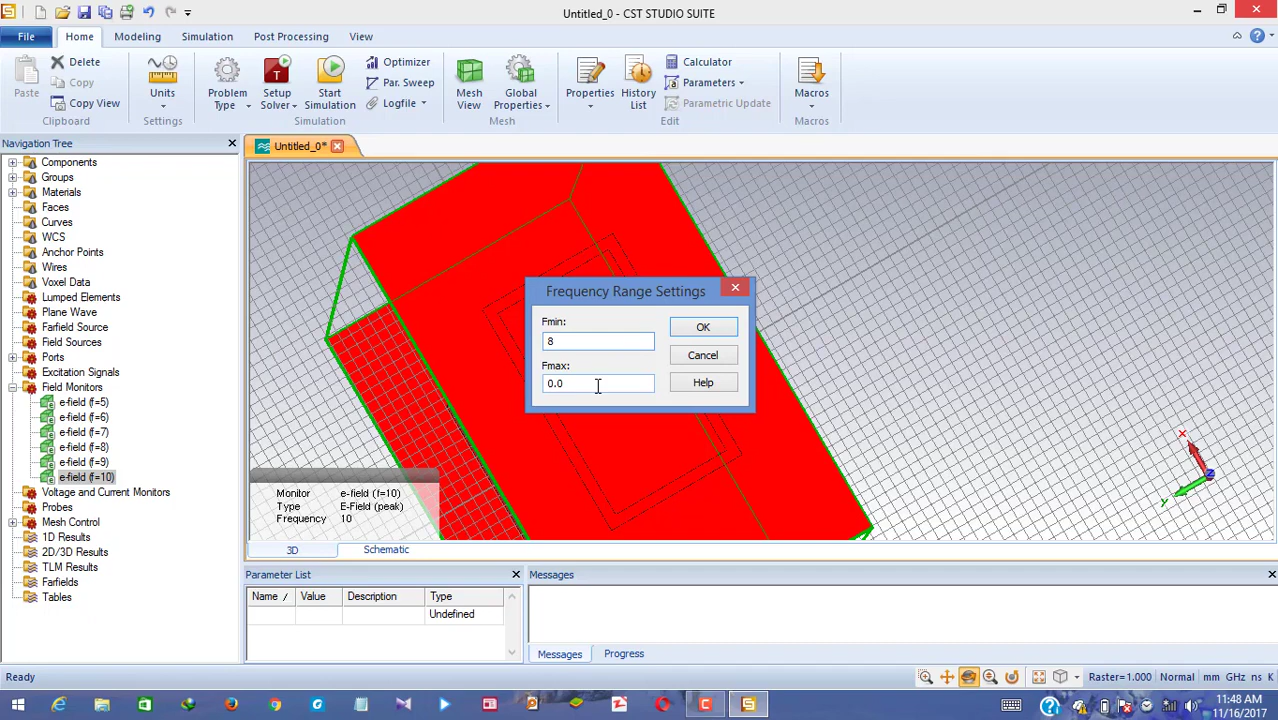 Untitled_0 - CST STUDIO SUITE
File Home Modeling Simulation Post Processing View
Paste
Delete
Copy
Copy View
Clipboard
Units
Settings
Problem Type
Setup Solver
Start Simulation
Optimizer
Par. Sweep
Logfile
Simulation
Mesh View
Global Properties
Mesh
Properties
History List
Calculator
Parameters
Parametric Update
Edit
Macros
Macros
Navigation Tree
Untitled_0*
Components
Groups
Materials
Faces
Curves
WCS
Anchor Points
Wires
Voxel Data
Lumped Elements
Plane Wave
Farfield Source
Field Sources
Ports
Excitation Signals
Field Monitors
e-field (f=5)
e-field (f=6)
e-field (f=7)
e-field (f=8)
e-field (f=9)
e-field (f=10)
Voltage and Current Monitors
Probes
Mesh Control
1D Results
2D/3D Results
TLM Results
Farfields
Tables
Frequency Range Settings
Fmin:
8
OK
Cancel
Fmax:
0.0
Help
Monitor e-field (f=10)
Type E-Field (peak)
Frequency 10
X
Y
3D Schematic
Parameter List
Name / Value Description Type
Undefined
Messages
Messages Progress
Ready
Raster=1.000 Normal mm GHz ns K
11:48 AM
11/16/2017